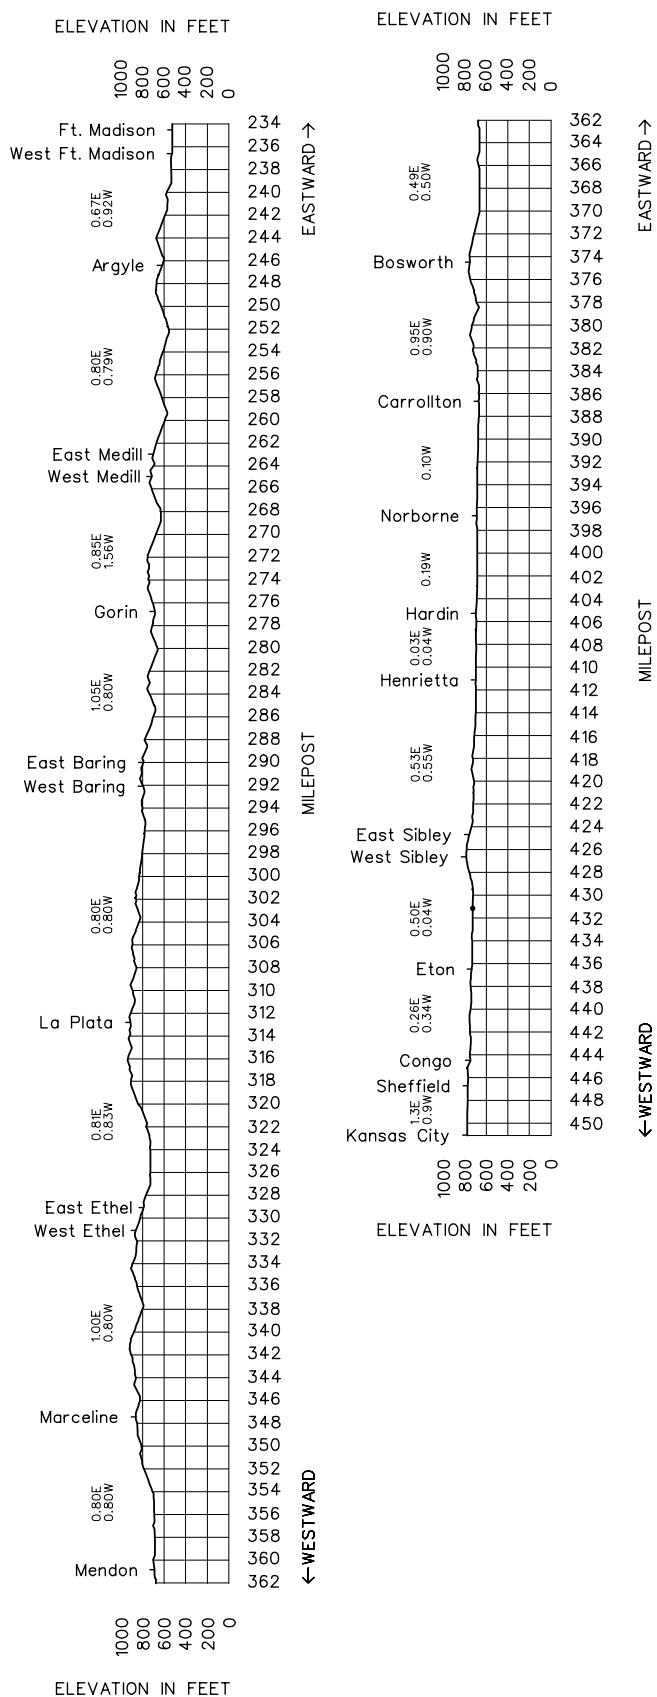 ELEVATION IN FEET
1000 800 600 400 200 0
234
Ft. Madison
236
West Ft. Madison
238
EASTWARD →
240
0.67E
0.92W
242
244
246
Argyle
248
250
252
254
0.80E
0.79W
256
258
260
262
East Medill
264
West Medill
266
268
270
0.85E
1.56W
272
274
276
Gorin
278
280
282
1.05E
0.80W
284
286
288
MILEPOST
East Baring
290
West Baring
292
294
296
298
300
302
0.80E
0.80W
304
306
308
310
312
La Plata
314
316
318
320
0.81E
0.83W
322
324
326
328
East Ethel
330
West Ethel
332
334
336
338
1.00E
0.80W
340
342
344
346
Marceline
348
350
352
354
0.80E
0.80W
←WESTWARD
356
358
360
Mendon
362
1000 800 600 400 200 0
ELEVATION IN FEET
ELEVATION IN FEET
1000 800 600 400 200 0
362
364
EASTWARD →
366
0.49E
0.50W
368
370
372
374
Bosworth
376
378
380
0.95E
0.90W
382
384
386
Carrollton
388
390
0.10W
392
394
396
Norborne
398
400
0.19W
402
404
Hardin
406
0.03E
0.04W
408
MILEPOST
410
Henrietta
412
414
416
0.53E
0.55W
418
420
422
424
East Sibley
426
West Sibley
428
430
0.50E
0.04W
432
434
436
Eton
438
0.26E
0.34W
440
442
444
Congo
446
Sheffield
448
1.3E
0.9W
450
Kansas City
←WESTWARD
1000 800 600 400 200 0
ELEVATION IN FEET